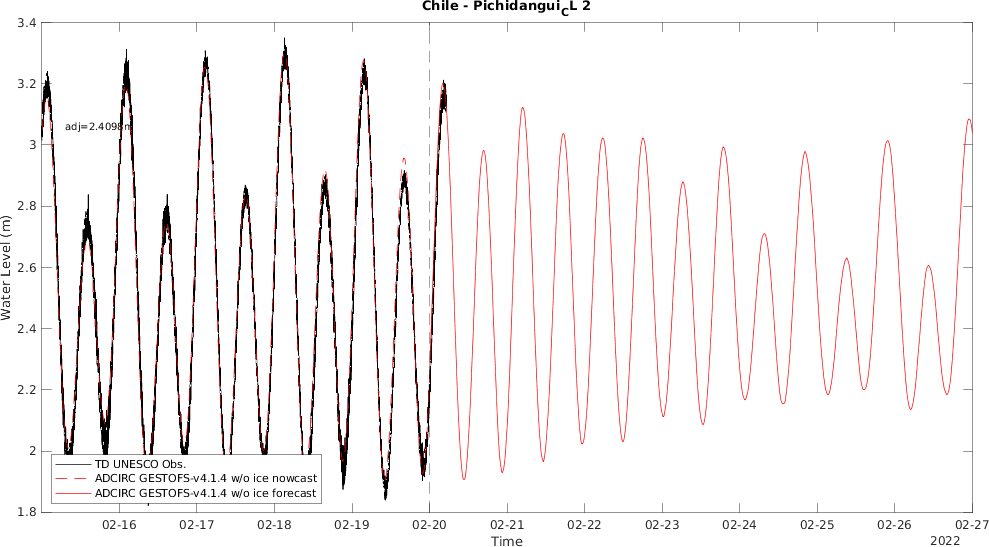 Chile - Pichidangui_CL 2
3.4
3.2
3
2.8
2.6
2.4
2.2
2
1.8
Water Level (m)
adj=2.4098m
TD UNESCO Obs.
ADCIRC GESTOFS-v4.1.4 w/o ice nowcast
ADCIRC GESTOFS-v4.1.4 w/o ice forecast
02-16 02-17 02-18 02-19 02-20 02-21 02-22 02-23 02-24 02-25 02-26 02-27
Time
2022